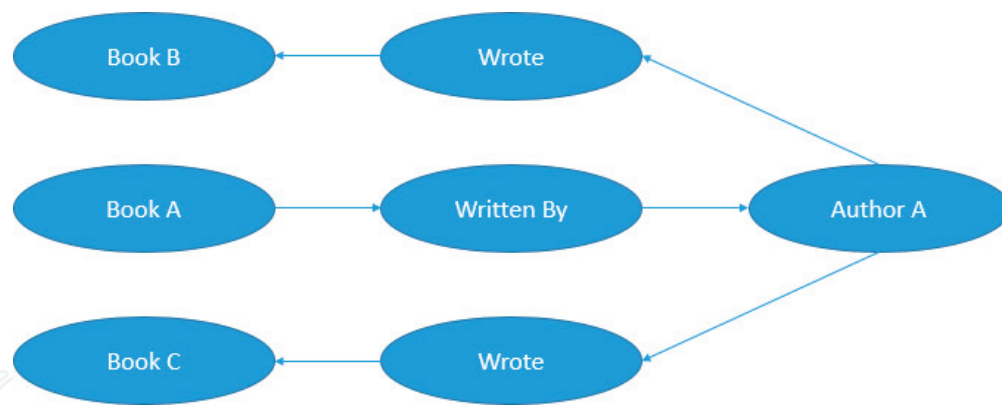 Book B
Wrote
Book A
Written By
Author A
Book C
Wrote